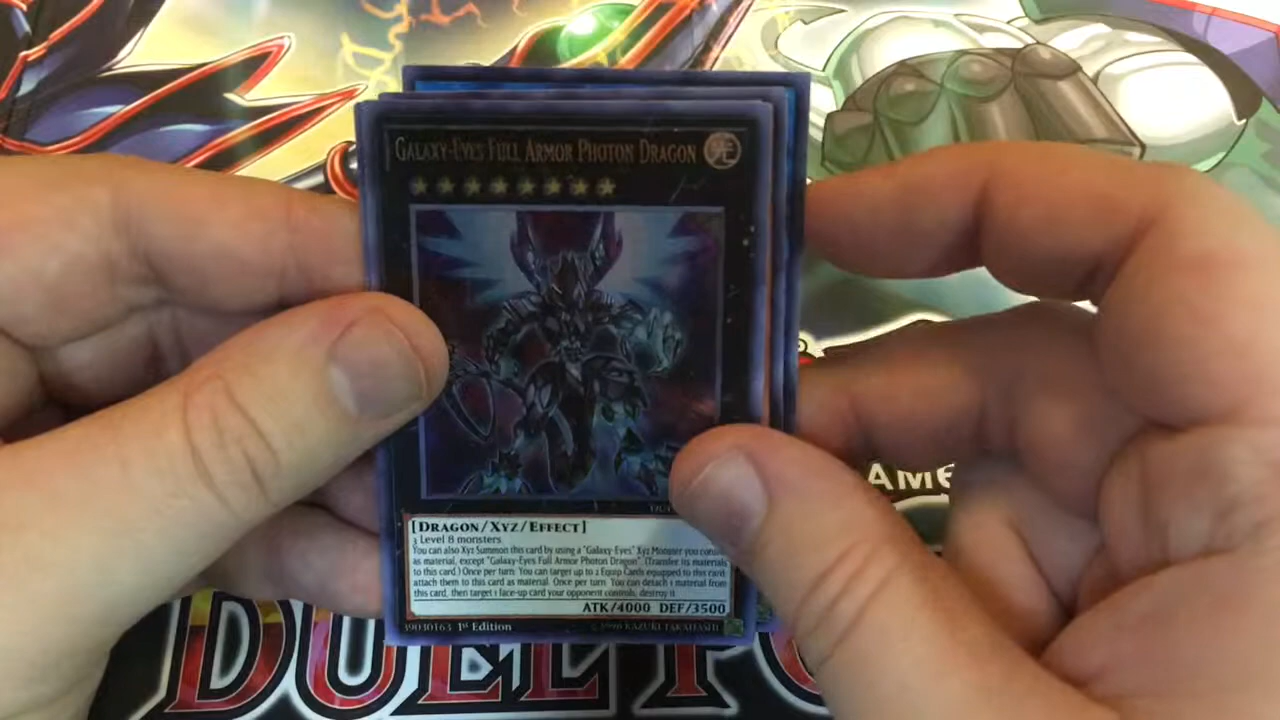 GALAXY-EYES FULL ARMOR PHOTON DRAGON
[DRAGON/XYZ/EFFECT]
3 Level 8 monsters
You can also Xyz Summon this card by using a "Galaxy-Eyes" Xyz Monster you control
as material, except "Galaxy-Eyes Full Armor Photon Dragon". (Transfer its materials
to this card.) Once per turn: You can target up to 2 Equip Cards equipped to this card;
attach them to this card as material. Once per turn: You can detach 1 material from
this card, then target 1 face-up card your opponent controls; destroy it.
ATK/4000 DEF/3500
39030163 1st Edition
©1996 KAZUKI TAKAHASHI
AME
DUEL PO